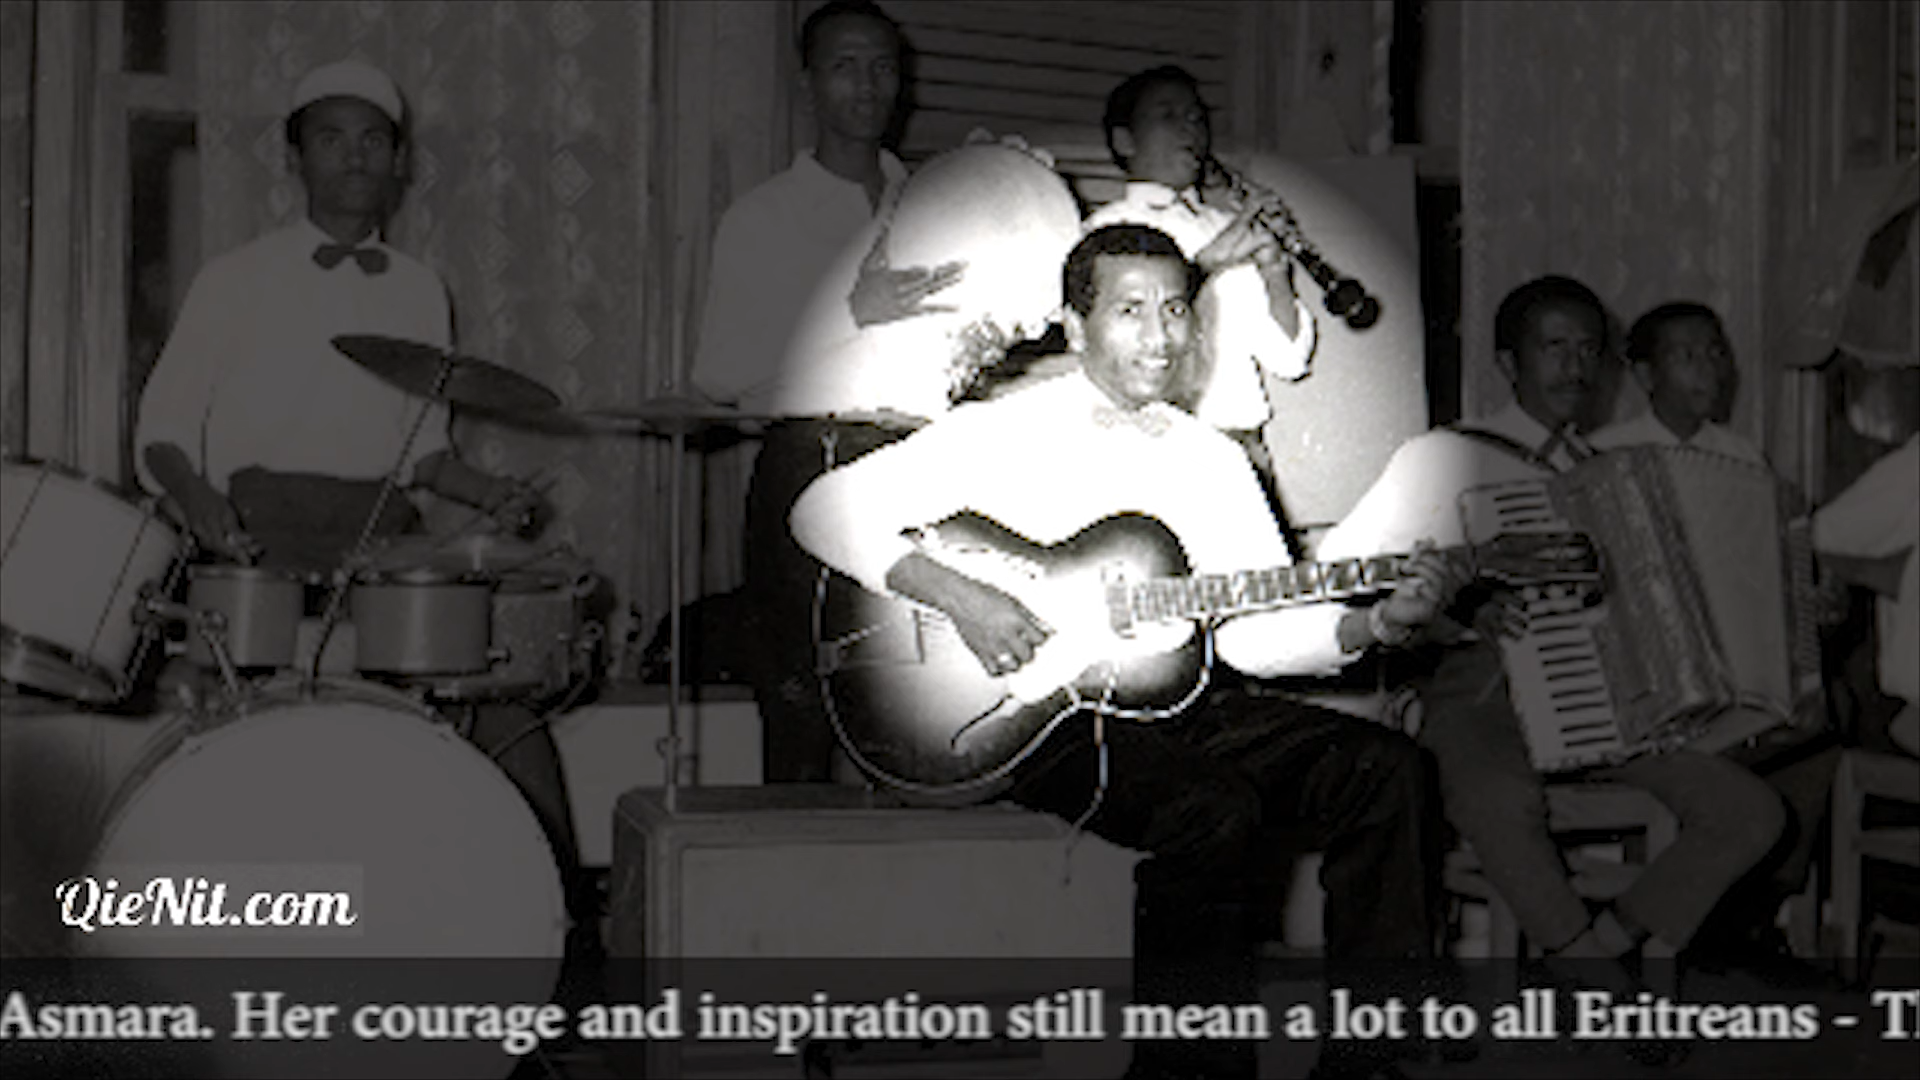 QieNit.com
Asmara. Her courage and inspiration still mean a lot to all Eritreans -